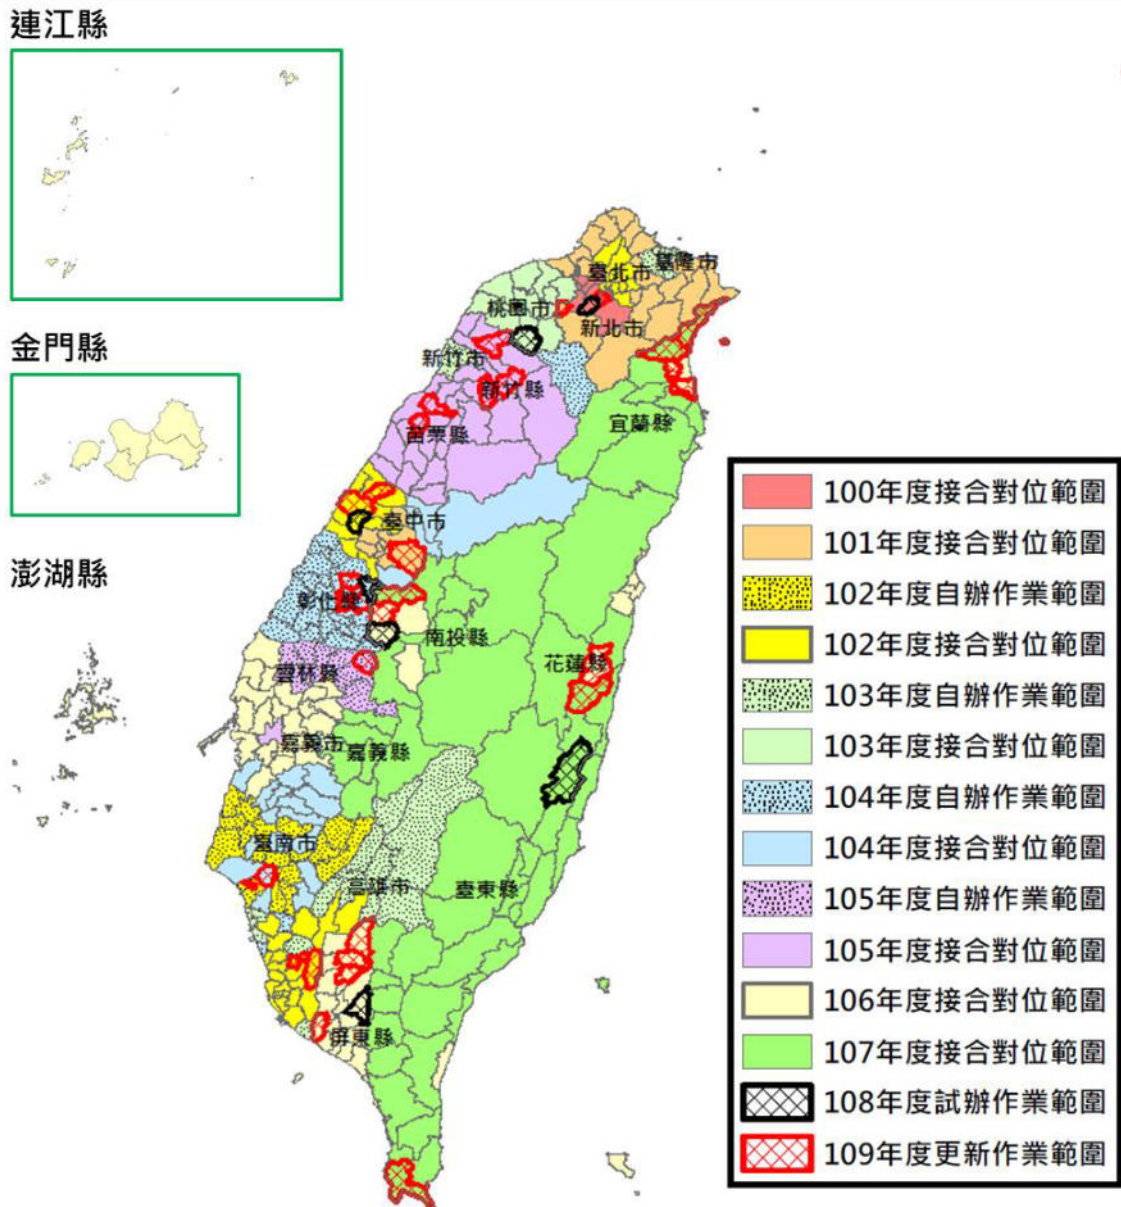 連江縣
金門縣
澎湖縣
臺北市
基隆市
桃園市
新北市
新竹市
新竹縣
苗栗縣
宜蘭縣
臺中市
彰化縣
南投縣
花蓮縣
雲林縣
嘉義市
嘉義縣
臺南市
高雄市
臺東縣
屏東縣
100年度接合對位範圍
101年度接合對位範圍
102年度自辦作業範圍
102年度接合對位範圍
103年度自辦作業範圍
103年度接合對位範圍
104年度自辦作業範圍
104年度接合對位範圍
105年度自辦作業範圍
105年度接合對位範圍
106年度接合對位範圍
107年度接合對位範圍
108年度試辦作業範圍
109年度更新作業範圍